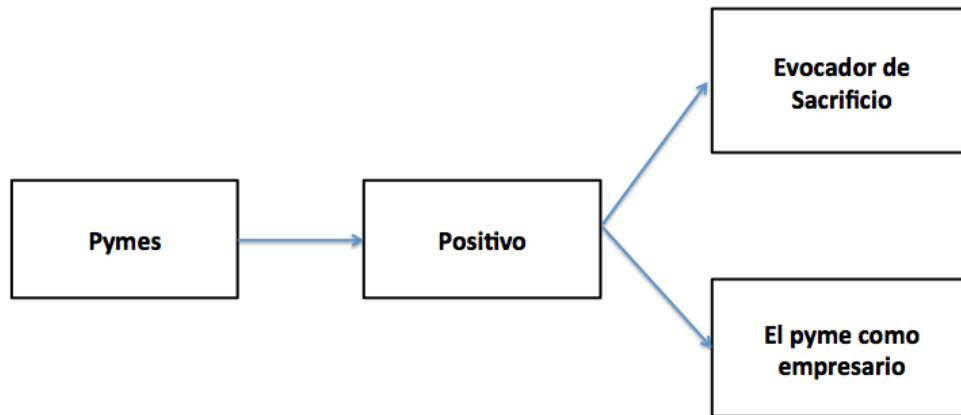 Evocador de
Sacrificio
Pymes
Positivo
El pyme como
empresario